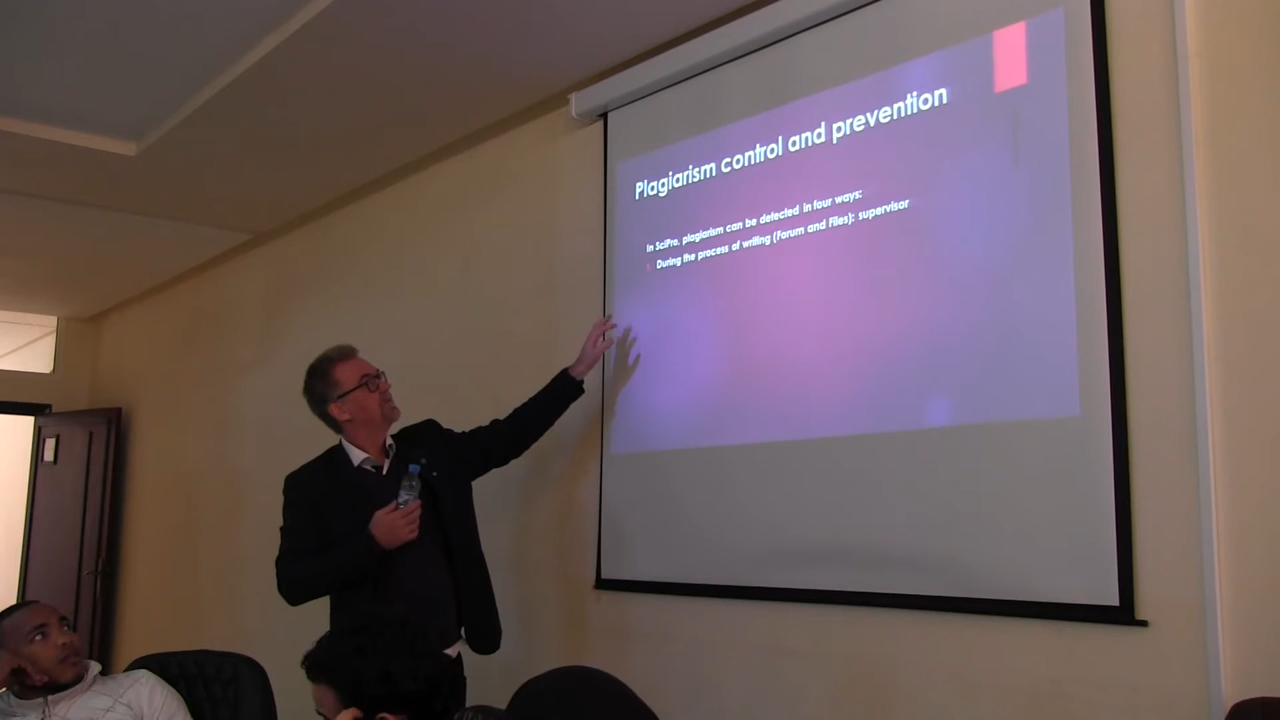 Plagiarism control and prevention
In SciPro, plagiarism can be detected in four ways:
During the process of writing (Forum and Files): supervisor